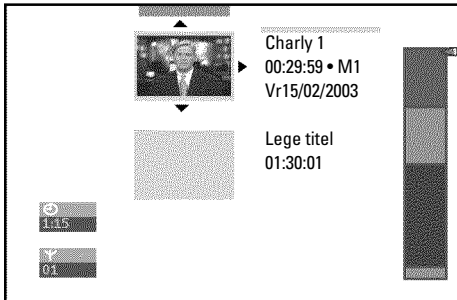 Charly 1
00:29:59 • M1
Vr15/02/2003
Lege titel
01:30:01
1:15
01